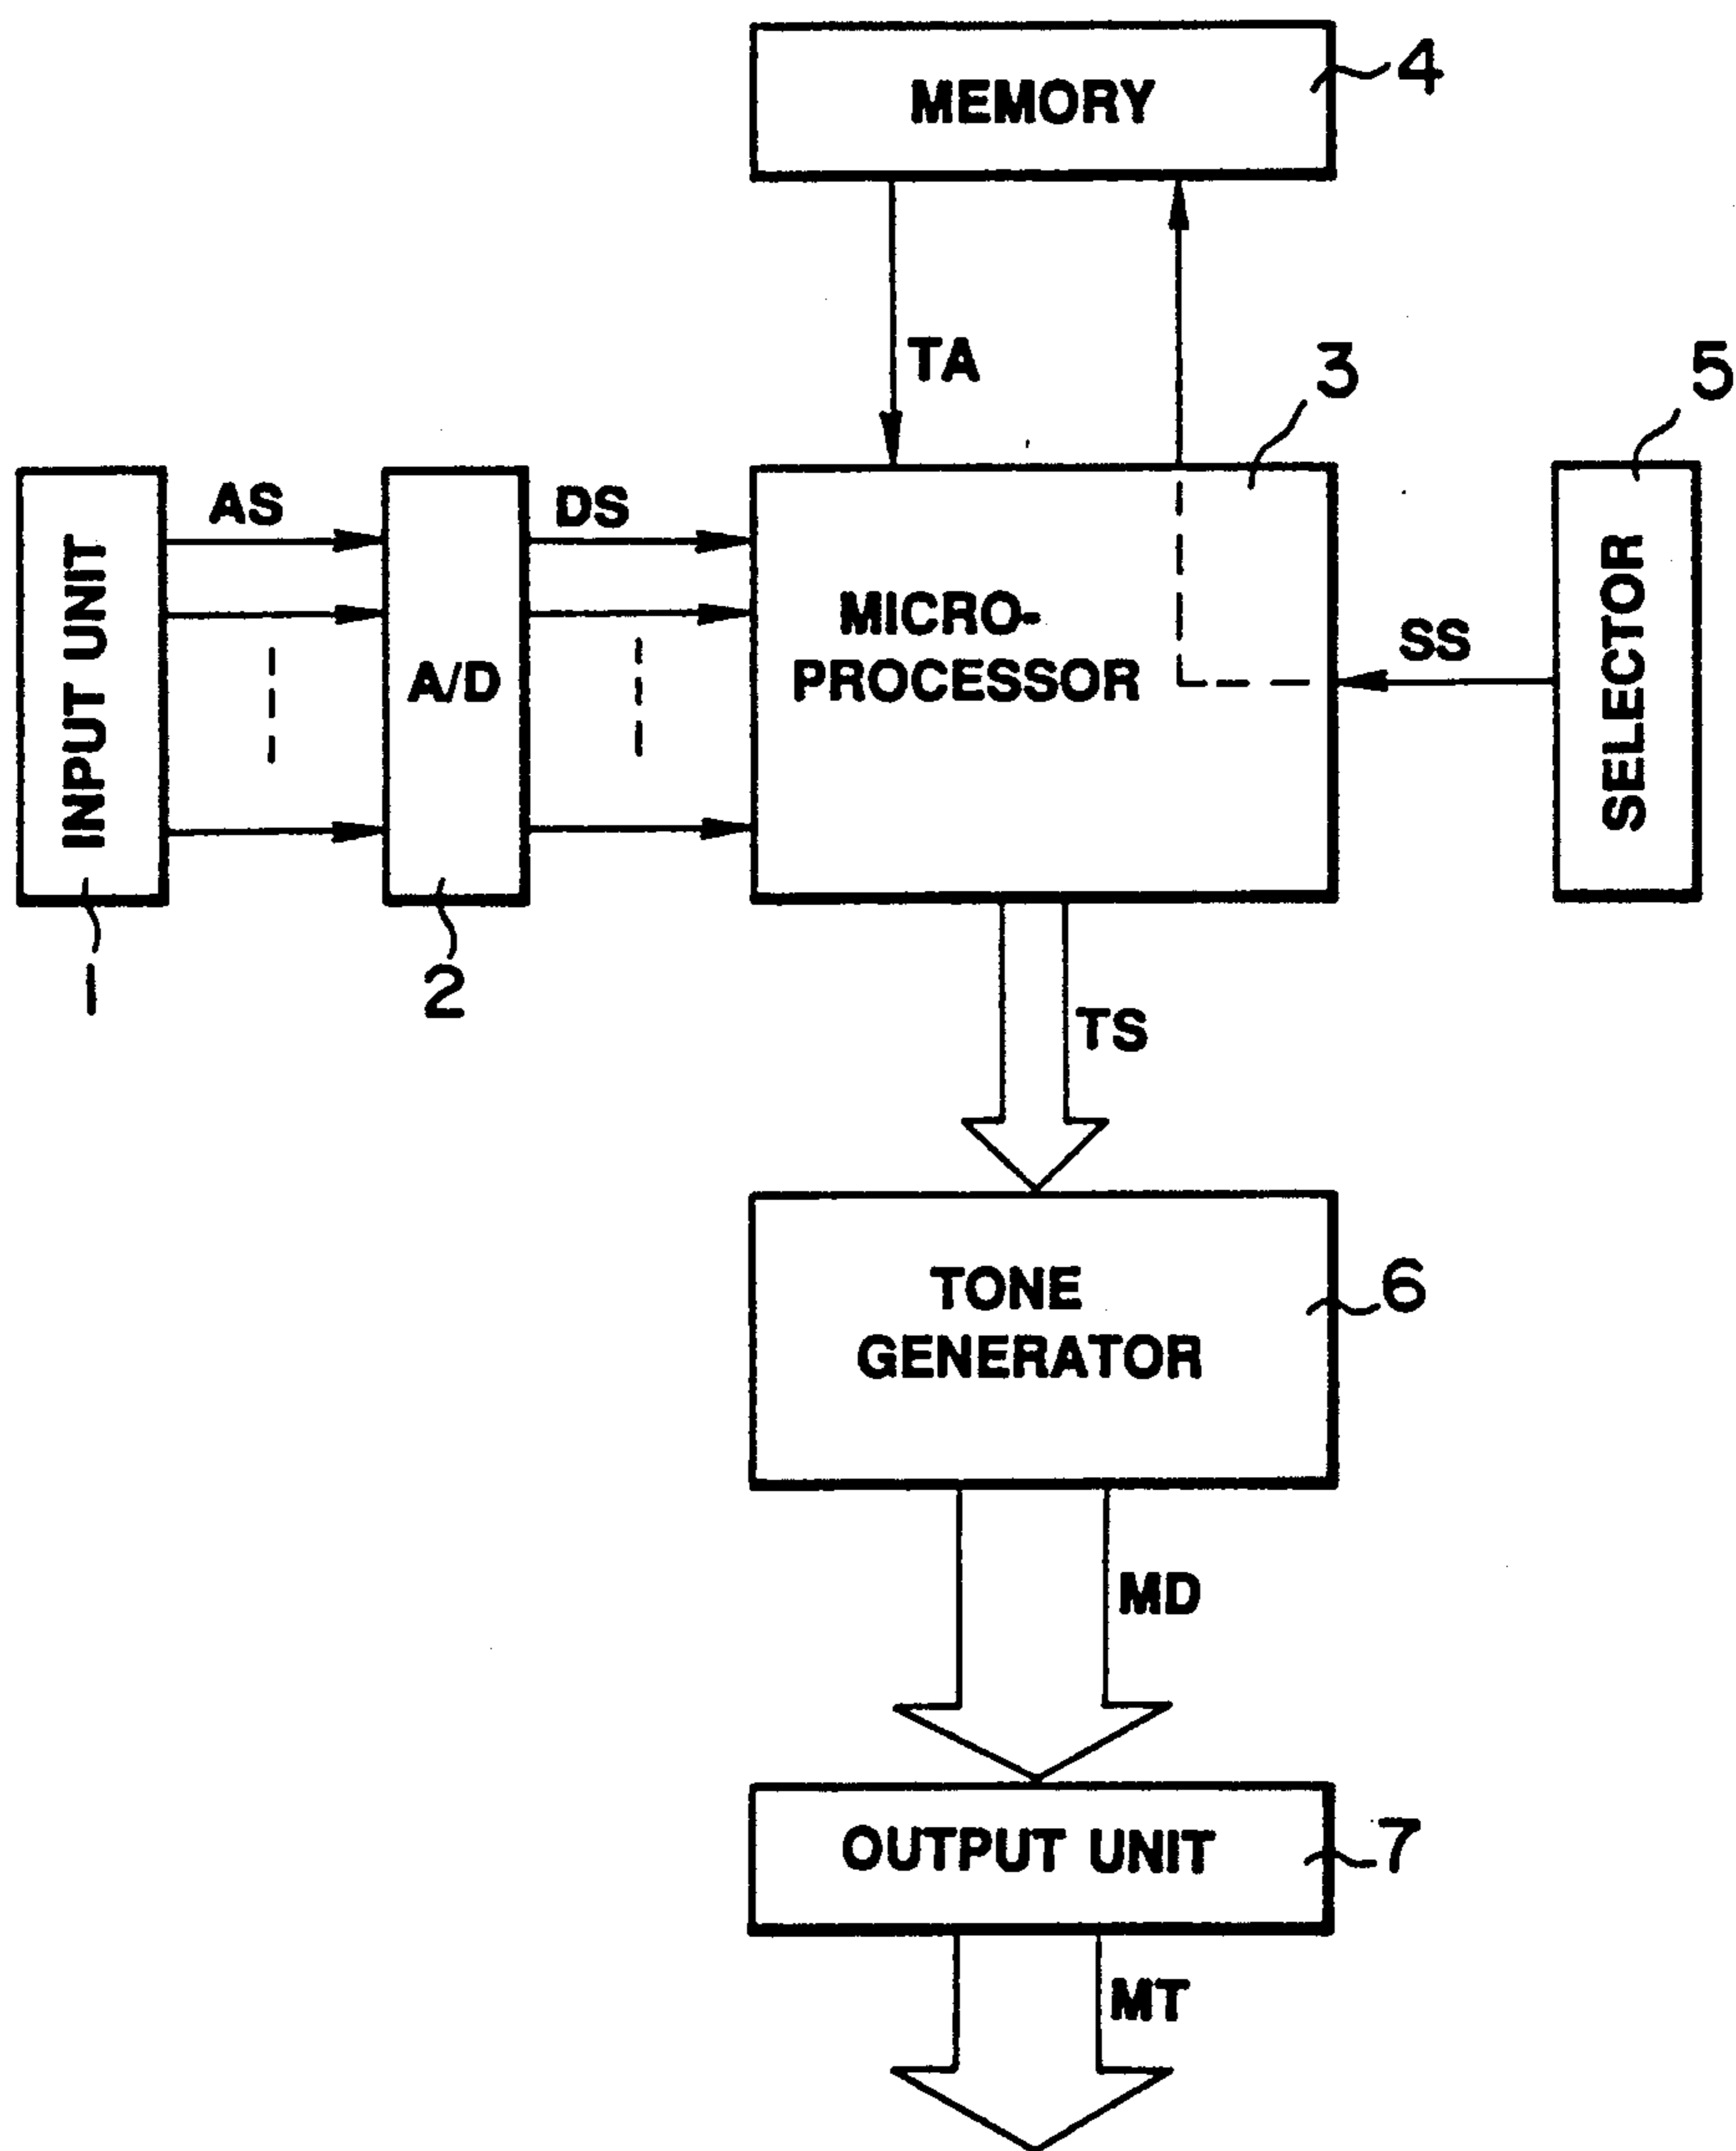 MEMORY
4
TA
3
5
AS
DS
INPUT UNIT
A/D
MICRO-
PROCESSOR
SS
SELECTOR
1
2
TS
TONE
GENERATOR
6
MD
OUTPUT UNIT
7
MT